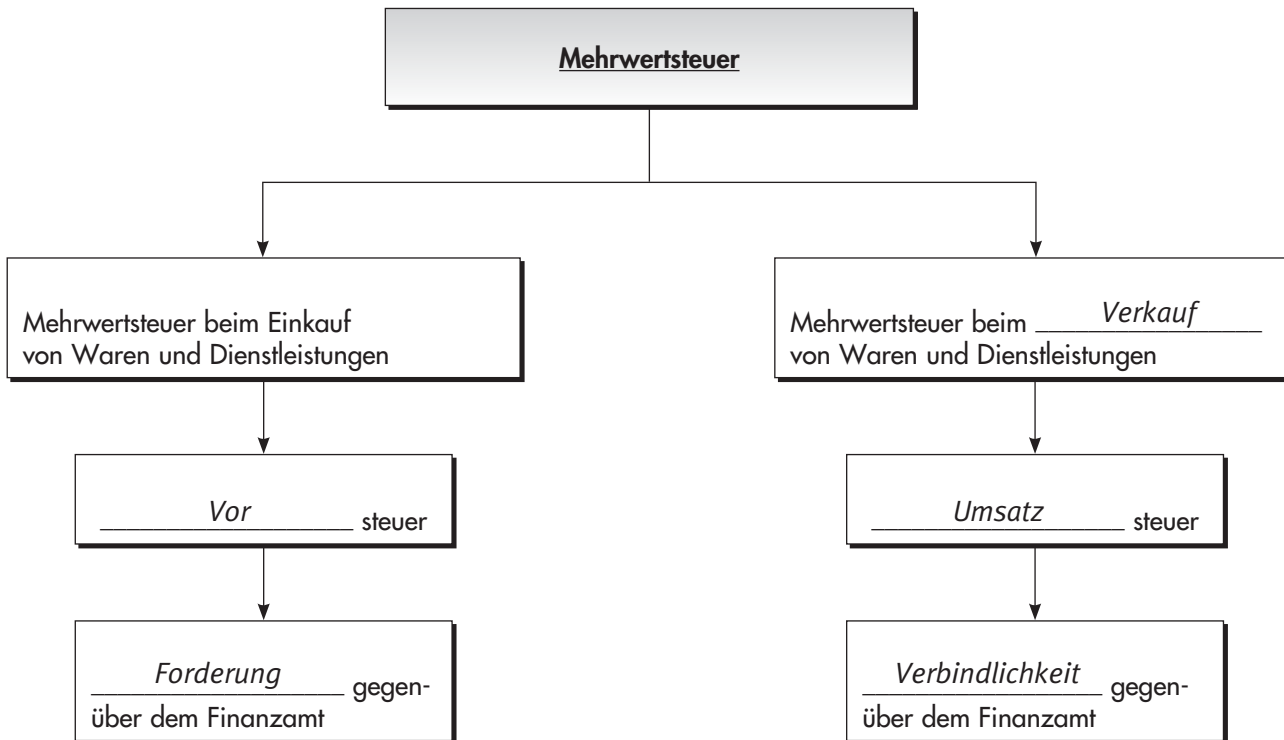 Mehrwertsteuer
Mehrwertsteuer beim Einkauf
von Waren und Dienstleistungen
Mehrwertsteuer beim Verkauf
von Waren und Dienstleistungen
Vor steuer
Umsatz steuer
Forderung gegen-
über dem Finanzamt
Verbindlichkeit gegen-
über dem Finanzamt